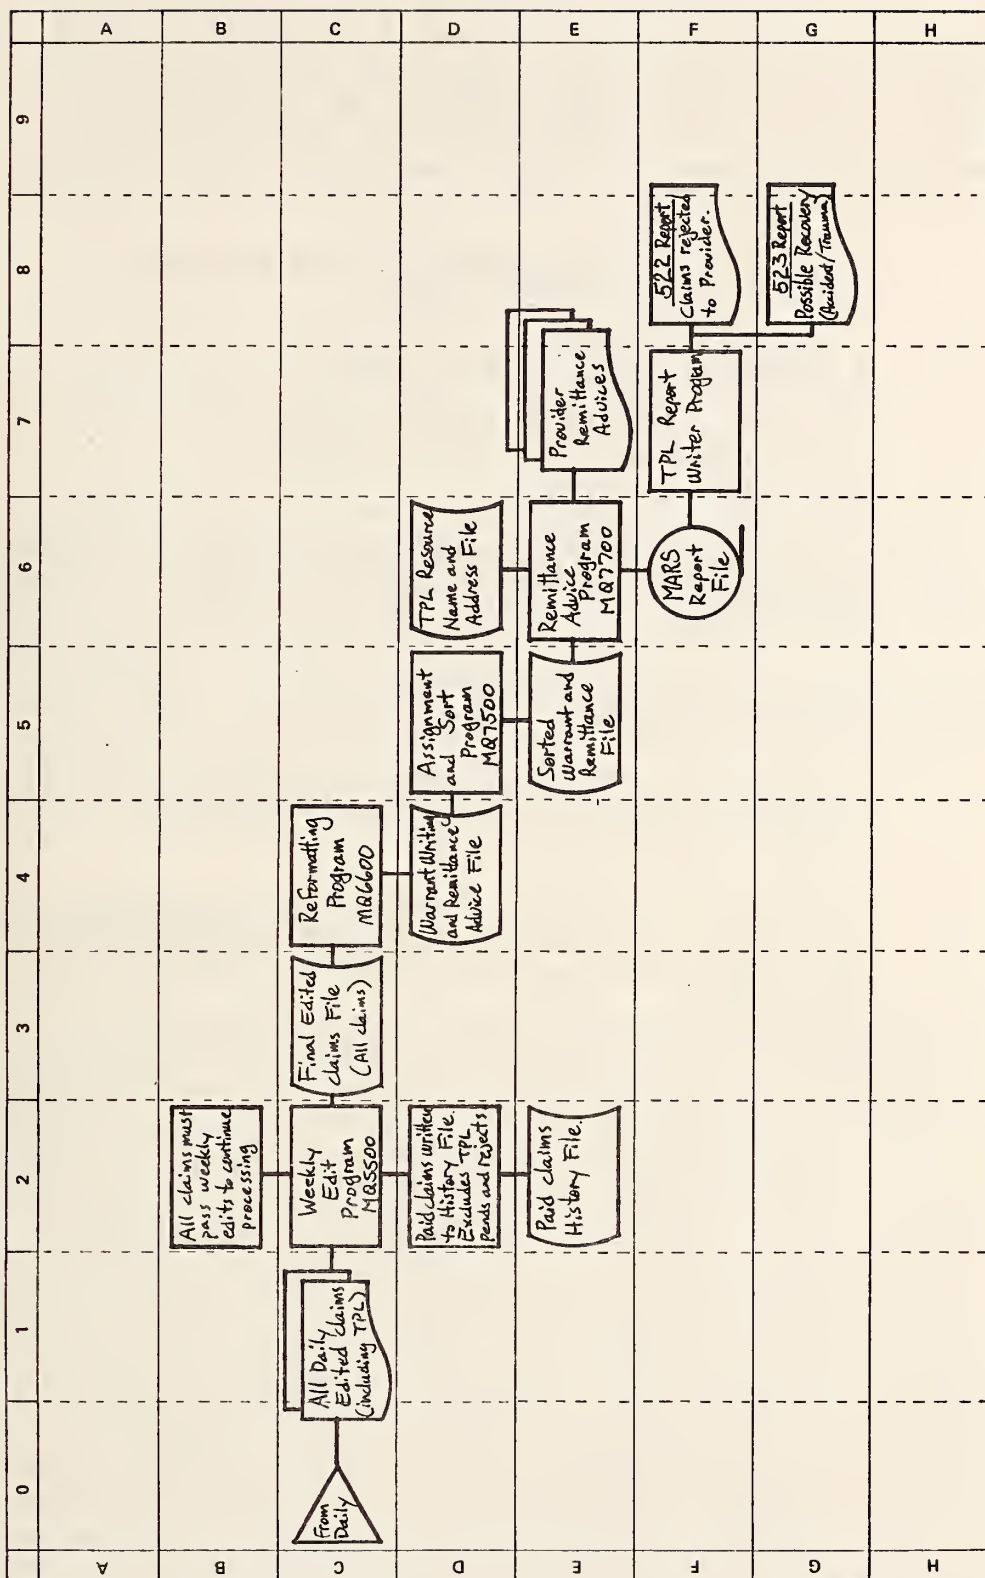 A
B
C
D
E
F
G
H
0
1
2
3
4
5
6
7
8
9
From
Daily
All Daily
Edited claims
(including TPL)
All claims must
pass weekly
edits to continue
processing
Weekly
Edit
Program
MQ5500
Paid claims written
to History File.
Excludes TPL
pends and rejects
Paid claims
History File.
Final Edited
claims File
(All claims)
Reformatting
Program
MQ6600
Warrant Writing
and Remittance
Advice File
Assignment
and Sort
Program
MQ7500
Sorted
Warrant and
Remittance
File
TPL Resource
Name and
Address File
Remittance
Advice
Program
MQ7700
MARS
Report
File
Provider
Remittance
Advices
TPL Report
Writer Program
522 Report
Claims rejected
to Provider.
523 Report
Possible Recovery
(Accident/Trauma)
A
B
C
D
E
F
G
H